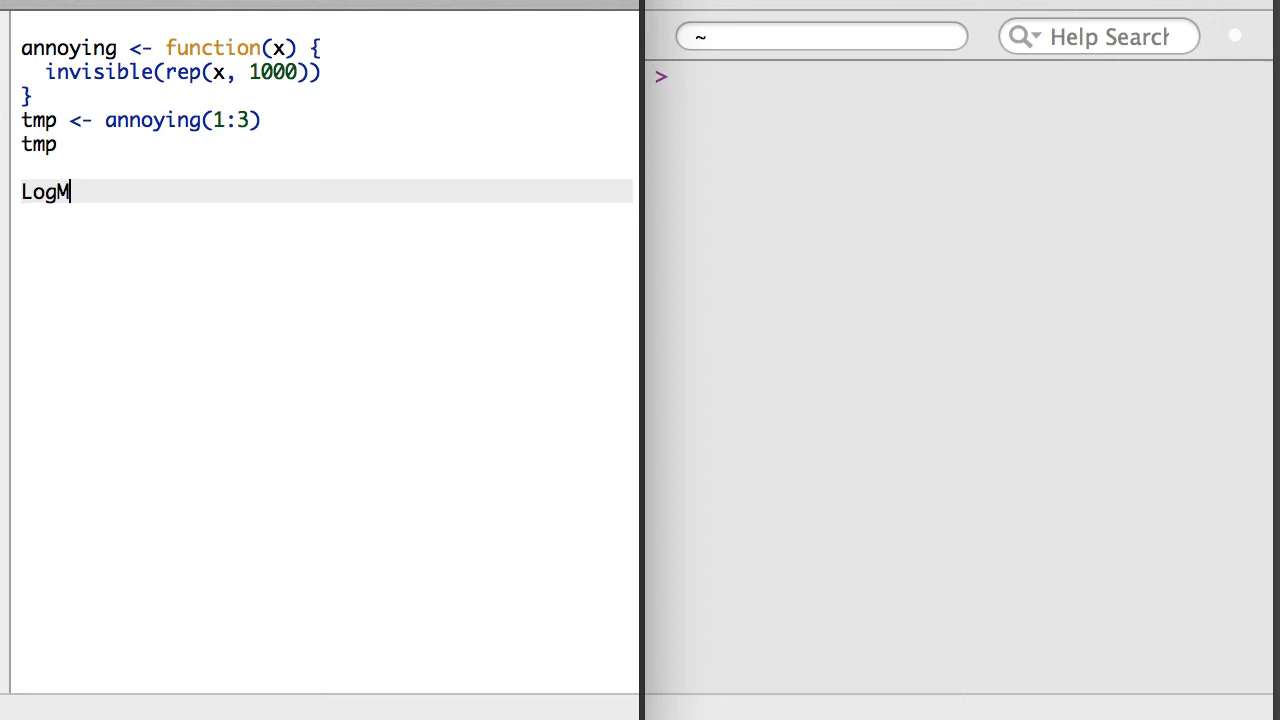 annoying <- function(x) {
  invisible(rep(x, 1000))
}
tmp <- annoying(1:3)
tmp
LogM
~
Help Search
>